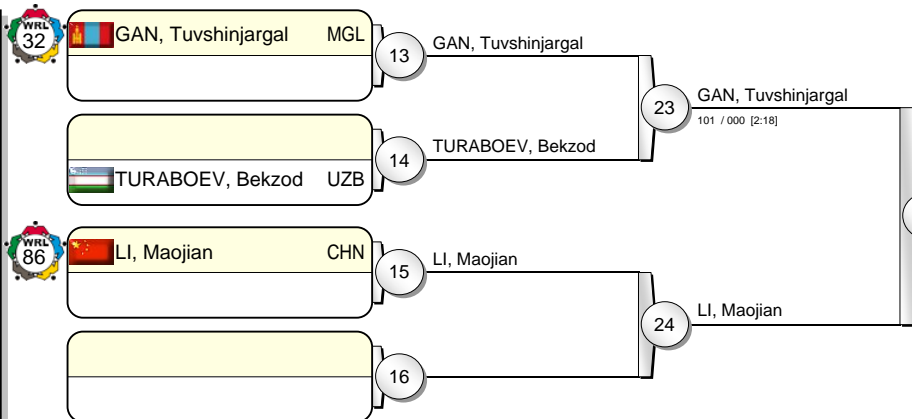 WRL
32
GAN, Tuvshinjargal MGL
13
GAN, Tuvshinjargal
23
GAN, Tuvshinjargal
101 / 000 [2:18]
14
TURABOEV, Bekzod
TURABOEV, Bekzod UZB
WRL
86
LI, Maojian CHN
15
LI, Maojian
24
LI, Maojian
16